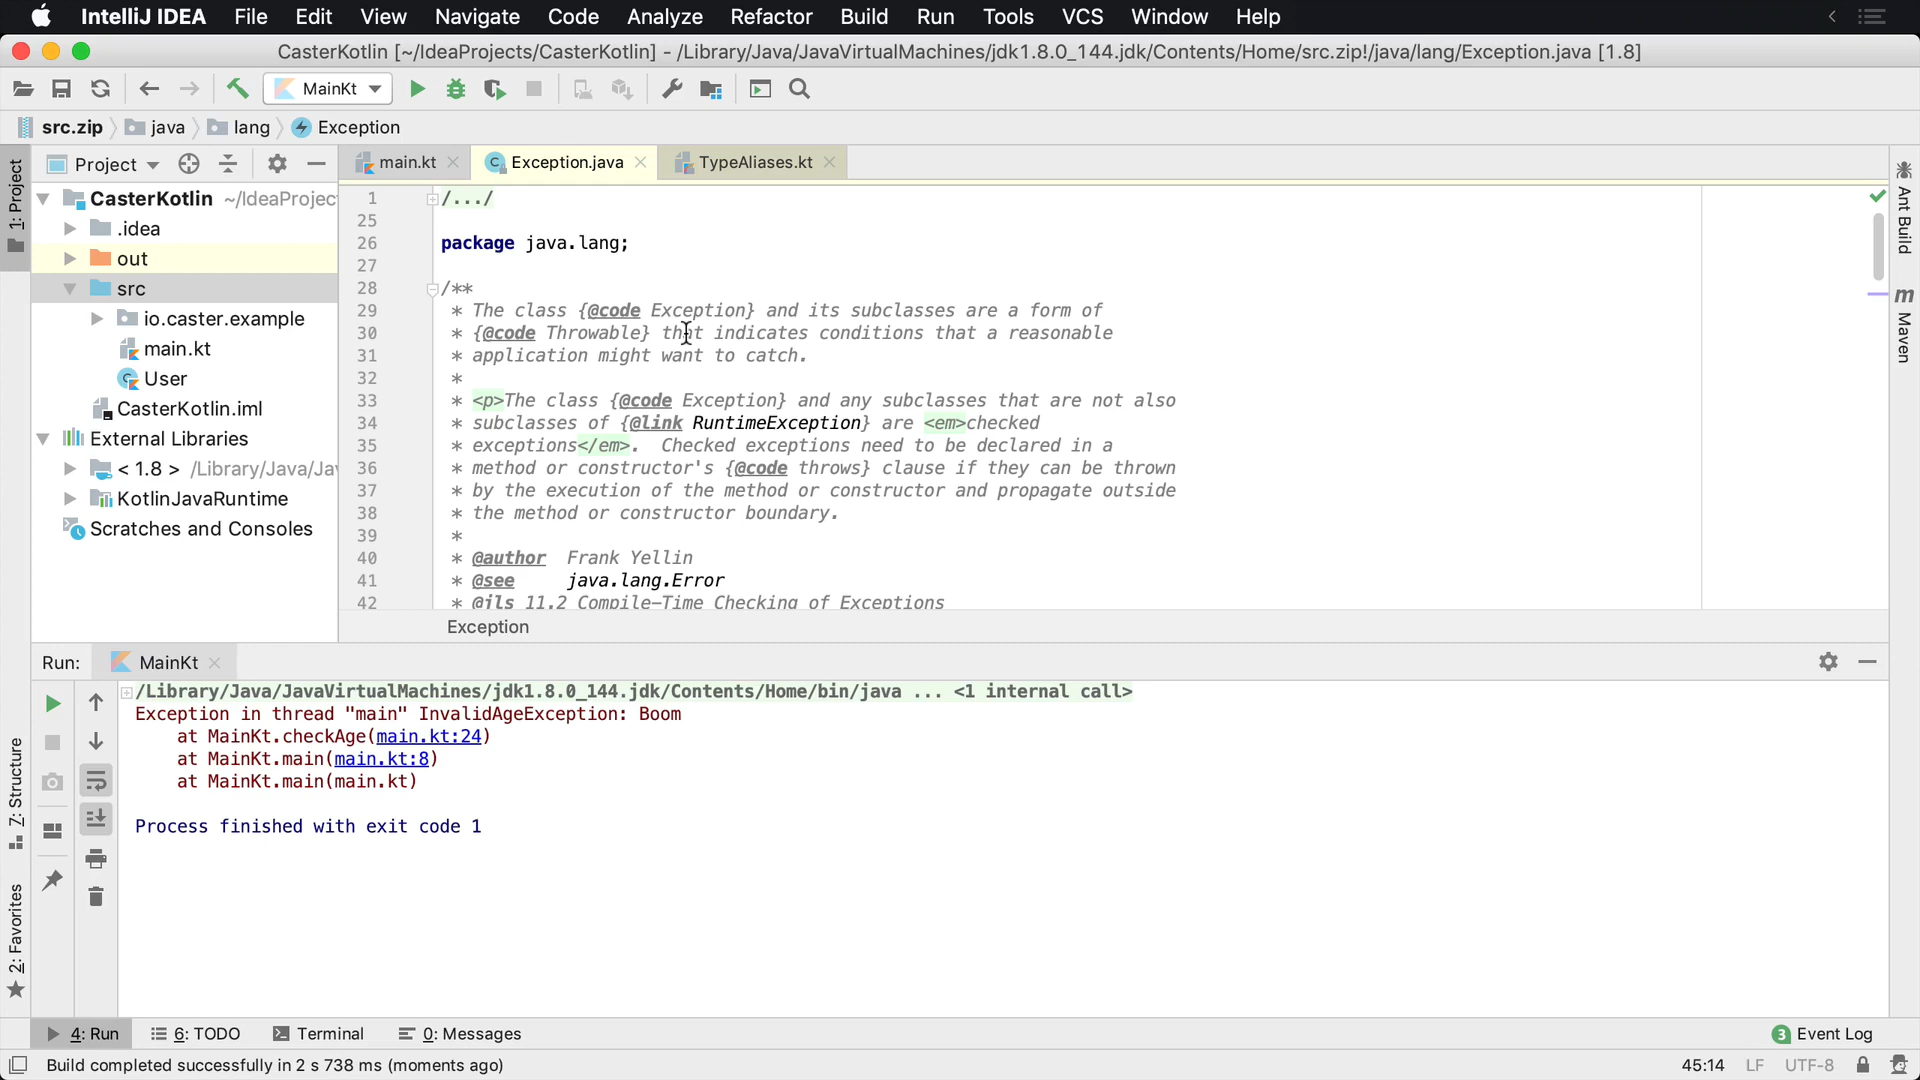 IntelliJ IDEA File Edit View Navigate Code Analyze Refactor Build Run Tools VCS Window Help
CasterKotlin [~/IdeaProjects/CasterKotlin] - /Library/Java/JavaVirtualMachines/jdk1.8.0_144.jdk/Contents/Home/src.zip!/java/lang/Exception.java [1.8]
MainKt
src.zip java lang Exception
1: Project
Project
CasterKotlin ~/IdeaProjec
.idea
out
src
io.caster.example
main.kt
User
CasterKotlin.iml
External Libraries
< 1.8 > /Library/Java/Ja
KotlinJavaRuntime
Scratches and Consoles
main.kt Exception.java TypeAliases.kt
1 /.../
25
26 package java.lang;
27
28 /**
29 * The class {@code Exception} and its subclasses are a form of
30 * {@code Throwable} that indicates conditions that a reasonable
31 * application might want to catch.
32 *
33 * <p>The class {@code Exception} and any subclasses that are not also
34 * subclasses of {@link RuntimeException} are <em>checked
35 * exceptions</em>. Checked exceptions need to be declared in a
36 * method or constructor's {@code throws} clause if they can be thrown
37 * by the execution of the method or constructor and propagate outside
38 * the method or constructor boundary.
39 *
40 * @author Frank Yellin
41 * @see java.lang.Error
42 * @jls 11.2 Compile-Time Checking of Exceptions
Exception
Ant Build
m Maven
Run: MainKt
/Library/Java/JavaVirtualMachines/jdk1.8.0_144.jdk/Contents/Home/bin/java ... <1 internal call>
Exception in thread "main" InvalidAgeException: Boom
at MainKt.checkAge(main.kt:24)
at MainKt.main(main.kt:8)
at MainKt.main(main.kt)
Process finished with exit code 1
Z: Structure
2: Favorites
4: Run 6: TODO Terminal 0: Messages 3 Event Log
Build completed successfully in 2 s 738 ms (moments ago) 45:14 LF UTF-8